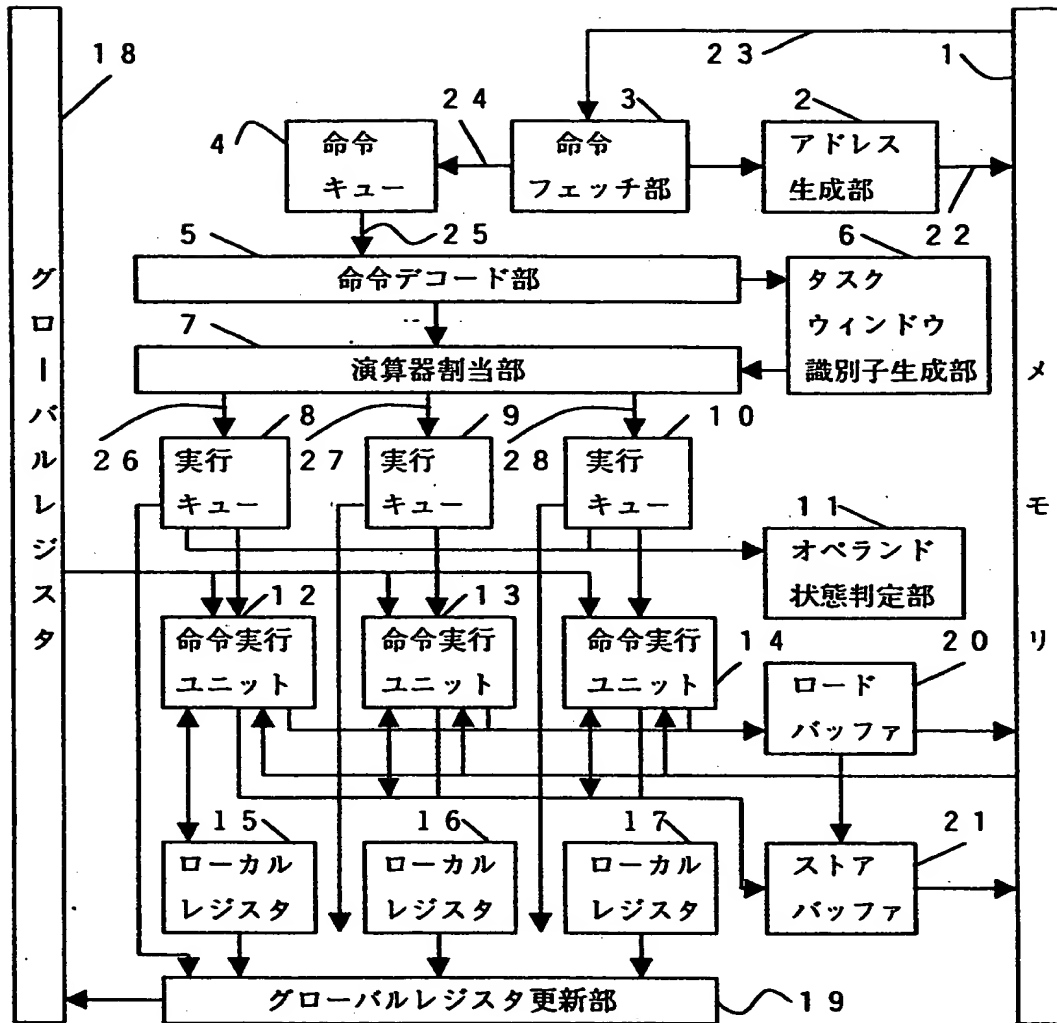 18
23
1
24
3
2
4
命令
キュー
命令
フェッチ部
アドレス
生成部
25
22
5
6
命令デコード部
タスク
ウィンドウ
識別子生成部
7
演算器割当部
グローバルレジスタ
メモリ
8
9
10
26
27
28
実行
キュー
実行
キュー
実行
キュー
11
オペランド
状態判定部
12
13
14
命令実行
ユニット
命令実行
ユニット
命令実行
ユニット
20
ロード
バッファ
15
16
17
21
ローカル
レジスタ
ローカル
レジスタ
ローカル
レジスタ
ストア
バッファ
グローバルレジスタ更新部
19